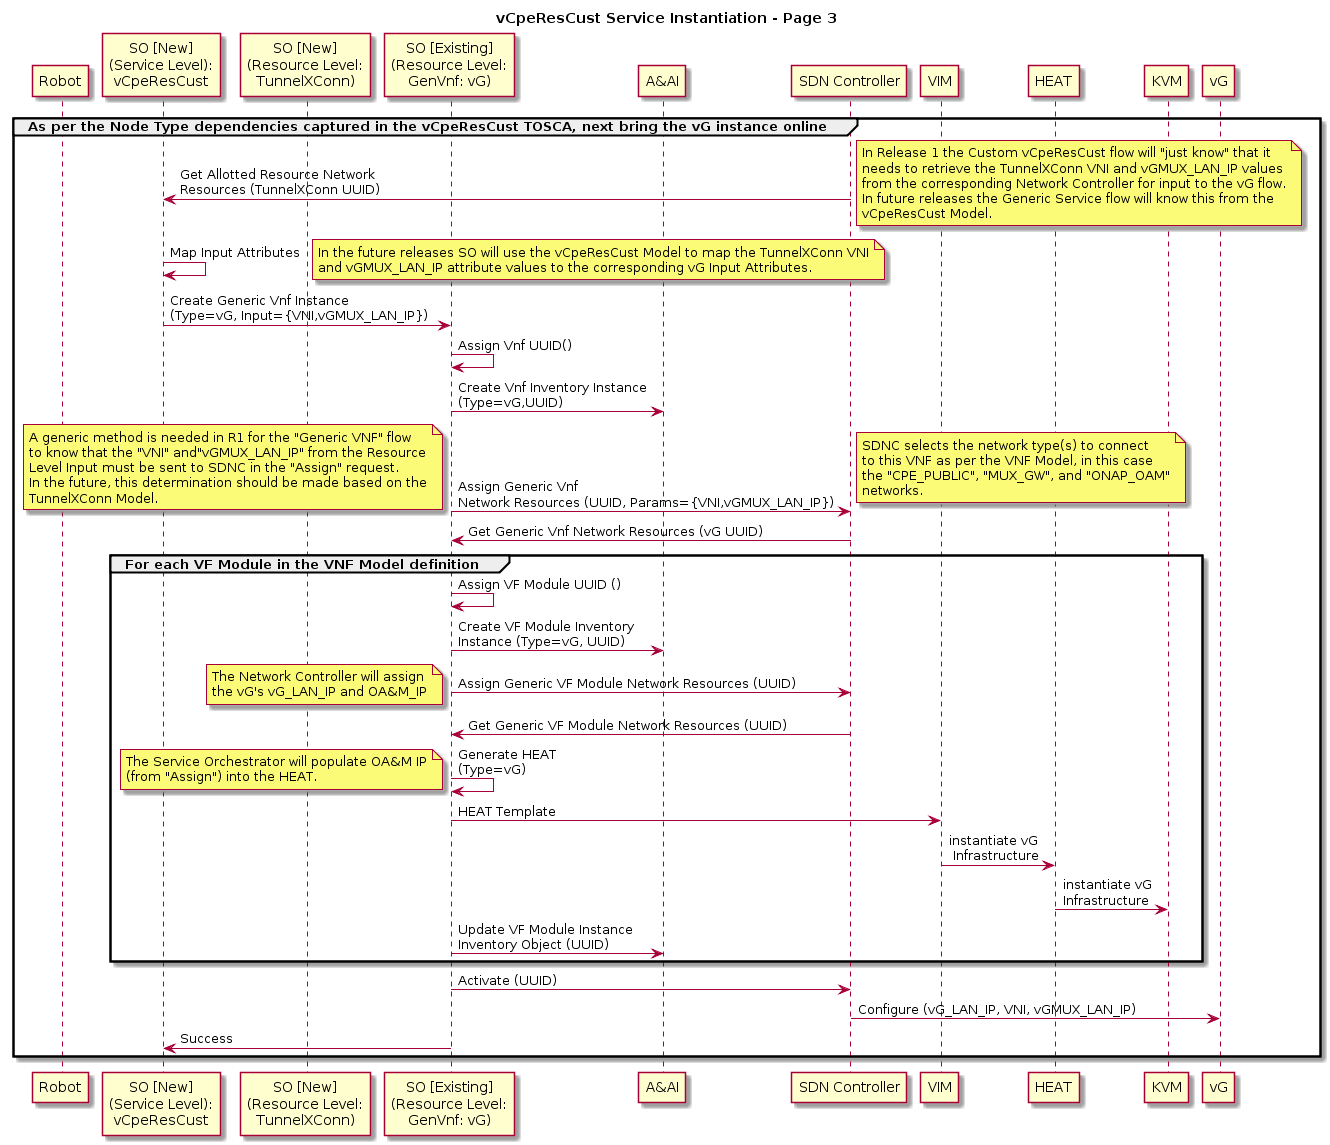 vCpeResCust Service Instantiation - Page 3
Robot
SO [New]
(Service Level):
vCpeResCust
SO [New]
(Resource Level:
TunnelXConn)
SO [Existing]
(Resource Level:
GenVnf: vG)
A&AI
SDN Controller
VIM
HEAT
KVM
vG
As per the Node Type dependencies captured in the vCpeResCust TOSCA, next bring the vG instance online
Get Allotted Resource Network
Resources (TunnelXConn UUID)
In Release 1 the Custom vCpeResCust flow will "just know" that it
needs to retrieve the TunnelXConn VNI and vGMUX_LAN_IP values
from the corresponding Network Controller for input to the vG flow.
In future releases the Generic Service flow will know this from the
vCpeResCust Model.
Map Input Attributes
In the future releases SO will use the vCpeResCust Model to map the TunnelXConn VNI
and vGMUX_LAN_IP attribute values to the corresponding vG Input Attributes.
Create Generic Vnf Instance
(Type=vG, Input={VNI,vGMUX_LAN_IP})
Assign Vnf UUID()
Create Vnf Inventory Instance
(Type=vG,UUID)
A generic method is needed in R1 for the "Generic VNF" flow
to know that the "VNI" and"vGMUX_LAN_IP" from the Resource
Level Input must be sent to SDNC in the "Assign" request.
In the future, this determination should be made based on the
TunnelXConn Model.
Assign Generic Vnf
Network Resources (UUID, Params={VNI,vGMUX_LAN_IP})
SDNC selects the network type(s) to connect
to this VNF as per the VNF Model, in this case
the "CPE_PUBLIC", "MUX_GW", and "ONAP_OAM"
networks.
Get Generic Vnf Network Resources (vG UUID)
For each VF Module in the VNF Model definition
Assign VF Module UUID ()
Create VF Module Inventory
Instance (Type=vG, UUID)
The Network Controller will assign
the vG's vG_LAN_IP and OA&M_IP
Assign Generic VF Module Network Resources (UUID)
Get Generic VF Module Network Resources (UUID)
The Service Orchestrator will populate OA&M IP
(from "Assign") into the HEAT.
Generate HEAT
(Type=vG)
HEAT Template
instantiate vG
Infrastructure
instantiate vG
Infrastructure
Update VF Module Instance
Inventory Object (UUID)
Activate (UUID)
Configure (vG_LAN_IP, VNI, vGMUX_LAN_IP)
Success
Robot
SO [New]
(Service Level):
vCpeResCust
SO [New]
(Resource Level:
TunnelXConn)
SO [Existing]
(Resource Level:
GenVnf: vG)
A&AI
SDN Controller
VIM
HEAT
KVM
vG